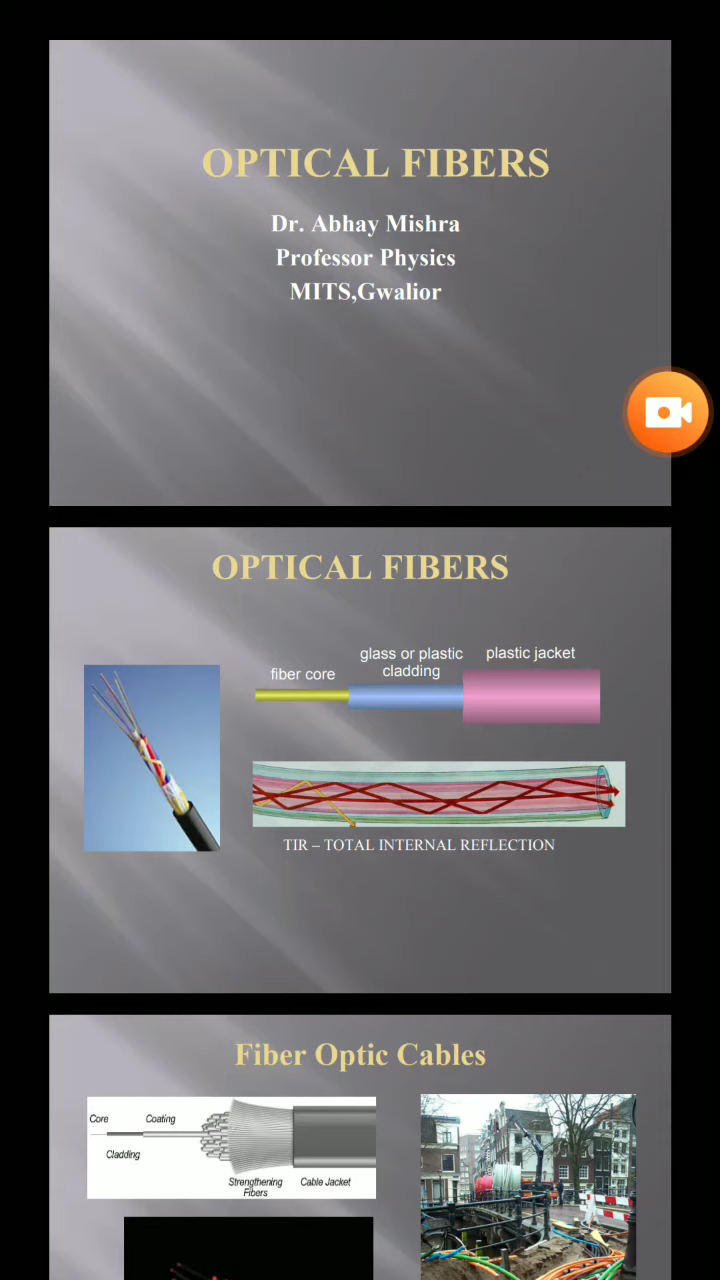 OPTICAL FIBERS
Dr. Abhay Mishra
Professor Physics
MITS,Gwalior
OPTICAL FIBERS
fiber core
glass or plastic
cladding
plastic jacket
TIR – TOTAL INTERNAL REFLECTION
Fiber Optic Cables
Core
Coating
Cladding
Strengthening
Fibers
Cable Jacket